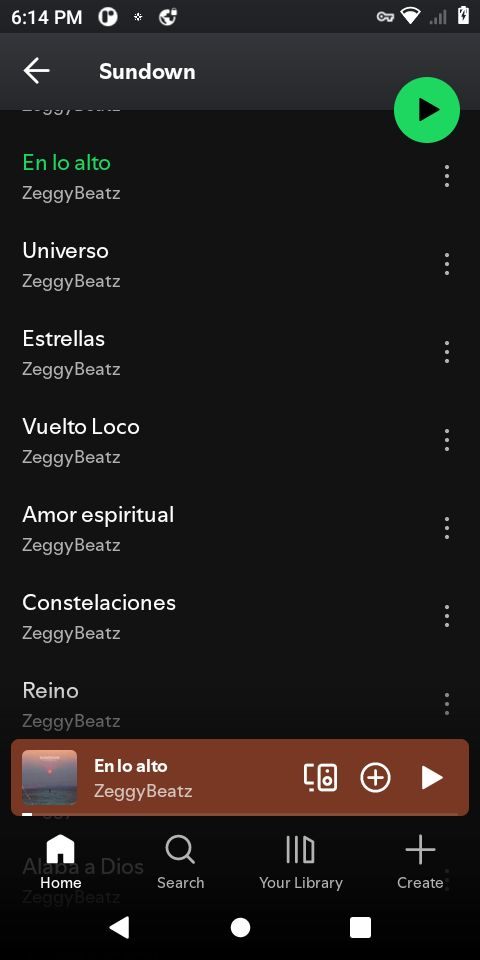 6:14 PM
Sundown
ZeggyBeatz
En lo alto
ZeggyBeatz
Universo
ZeggyBeatz
Estrellas
ZeggyBeatz
Vuelto Loco
ZeggyBeatz
Amor espiritual
ZeggyBeatz
Constelaciones
ZeggyBeatz
Reino
ZeggyBeatz
En lo alto
ZeggyBeatz
Alaba a Dios
Home
Search
Your Library
Create
ZeggyBeatz